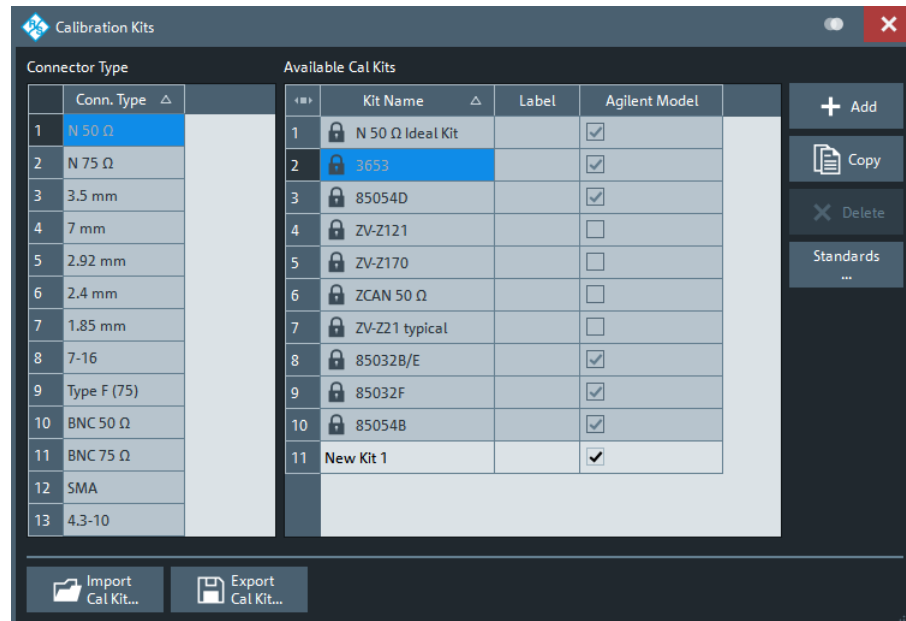 R&S Calibration Kits
Connector Type
Available Cal Kits
Conn. Type
1 N 50 Ω
2 N 75 Ω
3 3.5 mm
4 7 mm
5 2.92 mm
6 2.4 mm
7 1.85 mm
8 7-16
9 Type F (75)
10 BNC 50 Ω
11 BNC 75 Ω
12 SMA
13 4.3-10
Kit Name Label Agilent Model
1 N 50 Ω Ideal Kit
2 3653
3 85054D
4 ZV-Z121
5 ZV-Z170
6 ZCAN 50 Ω
7 ZV-Z21 typical
8 85032B/E
9 85032F
10 85054B
11 New Kit 1
Add
Copy
Delete
Standards
...
Import
Cal Kit...
Export
Cal Kit...